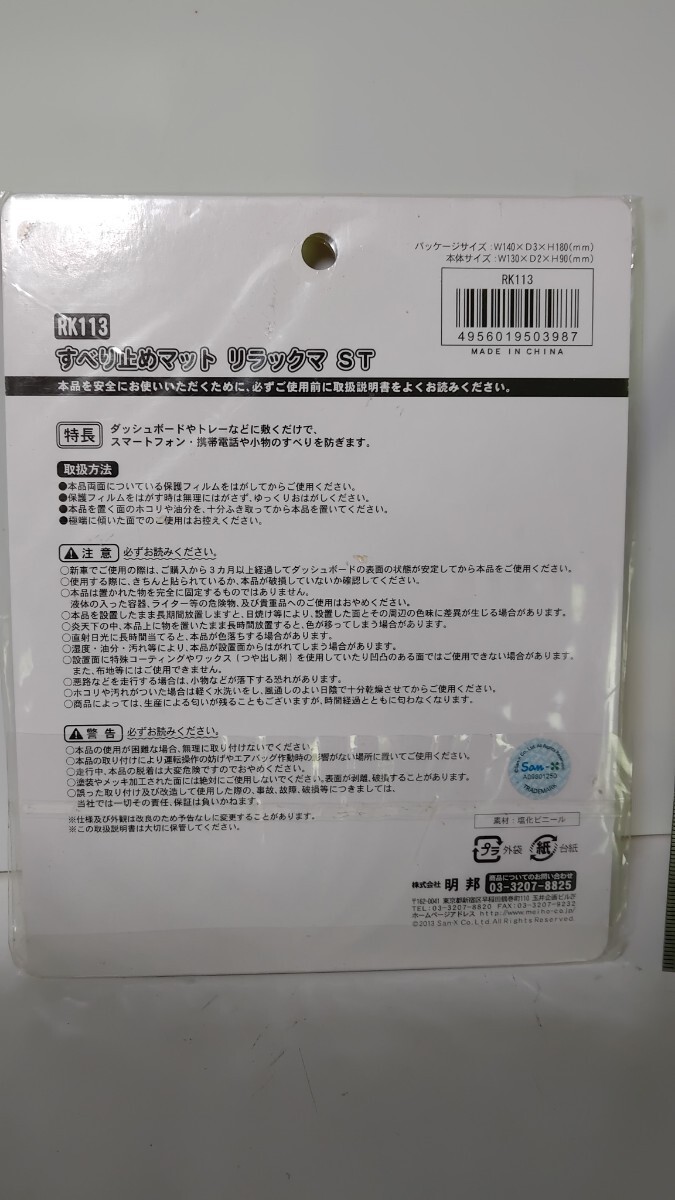 パッケージサイズ:W140×D3×H180(mm)
本体サイズ:W130×D2×H90(mm)
RK113
4956019503987
MADE IN CHINA
RK113
すべり止めマット リラックマ ST
本品を安全にお使いいただくために、必ずご使用前に取扱説明書をよくお読みください。
特長
ダッシュボードやトレーなどに敷くだけで、
スマートフォン・携帯電話や小物のすべりを防ぎます。
取扱方法
●本品両面についている保護フィルムをはがしてからご使用ください。
●保護フィルムをはがす時は無理にはがさず、ゆっくりおはがしください。
●本品を置く面のホコリや油分を、十分ふき取ってから本品を置いてください。
●極端に傾いた面でのご使用はお控えください。
注意 必ずお読みください。
○新車でご使用の際は、ご購入から3カ月以上経過してダッシュボードの表面の状態が安定してから本品をご使用ください。
○使用する際に、きちんと貼られているか、本品が破損していないか確認してください。
○本品は置かれた物を完全に固定するものではありません。
液体の入った容器、ライター等の危険物、及び貴重品へのご使用はおやめください。
○本品を設置したまま長期間放置しますと、日焼け等により、設置した面とその周辺の色味に差異が生じる場合があります。
○炎天下の中、本品上に物を置いたまま長時間放置すると、色が移ってしまう場合があります。
○直射日光に長時間当てると、本品が色落ちする場合があります。
○湿度・油分・汚れ等により、本品が設置面からはがれてしまう場合があります。
○設置面に特殊コーティングやワックス(つや出し剤)を使用していたり凹凸のある面ではご使用できない場合があります。
また、布地等にはご使用できません。
○悪路などを走行する場合は、小物などが落下する恐れがあります。
○ホコリや汚れがついた場合は軽く水洗いをし、風通しのよい日陰で十分乾燥させてからご使用ください。
○商品によっては、生産による匂いが残ることもございますが、時間経過とともに匂わなくなります。
警告 必ずお読みください。
○本品の使用が困難な場合、無理に取り付けないでください。
○本品の取り付けにより運転操作の妨げやエアバッグ作動時の影響がない場所に置いてご使用ください。
○走行中、本品の脱着は大変危険ですのでおやめください。
○塗装やメッキ加工された面には絶対にご使用しないでください。表面が剥離、破損することがあります。
○誤った取り付け及び改造して使用した際の、事故、故障、破損等につきましては、
当社では一切その責任、保証は負いかねます。
※仕様及び外観は改良のため予告なしに変更することがあります。
※この取扱説明書は大切に保管してください。
San-X
TRADEMARK
素材:塩化ビニール
プラ 外袋 紙 台紙
株式会社 明邦 商品についてのお問い合わせ 03-3207-8825
〒162-0041 東京都新宿区早稲田鶴巻町110 玉井企画ビル2F
TEL:03-3207-8820 FAX:03-3207-9232
ホームページアドレス http://www.meiho-co.jp/
©2013 San-X Co.,Ltd All Rights Reserved.